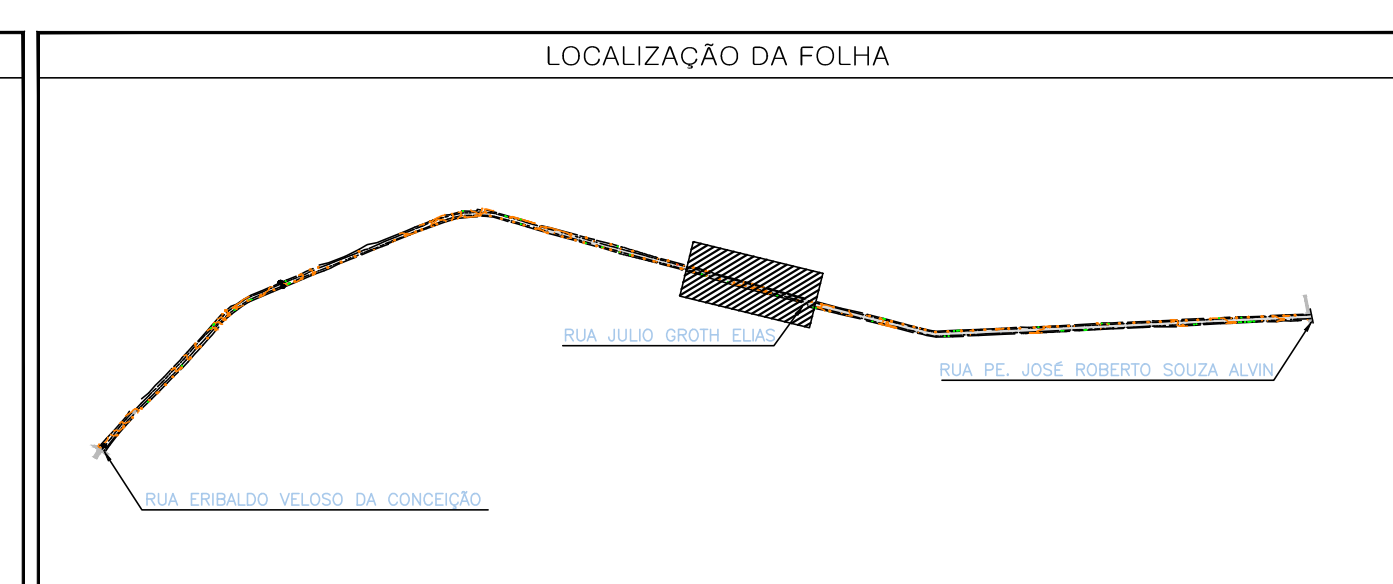 LOCALIZAÇÃO DA FOLHA
RUA JULIO GROTH ELIAS
RUA PE. JOSÉ ROBERTO SOUZA ALVIN
RUA ERIBALDO VELOSO DA CONCEIÇÃO